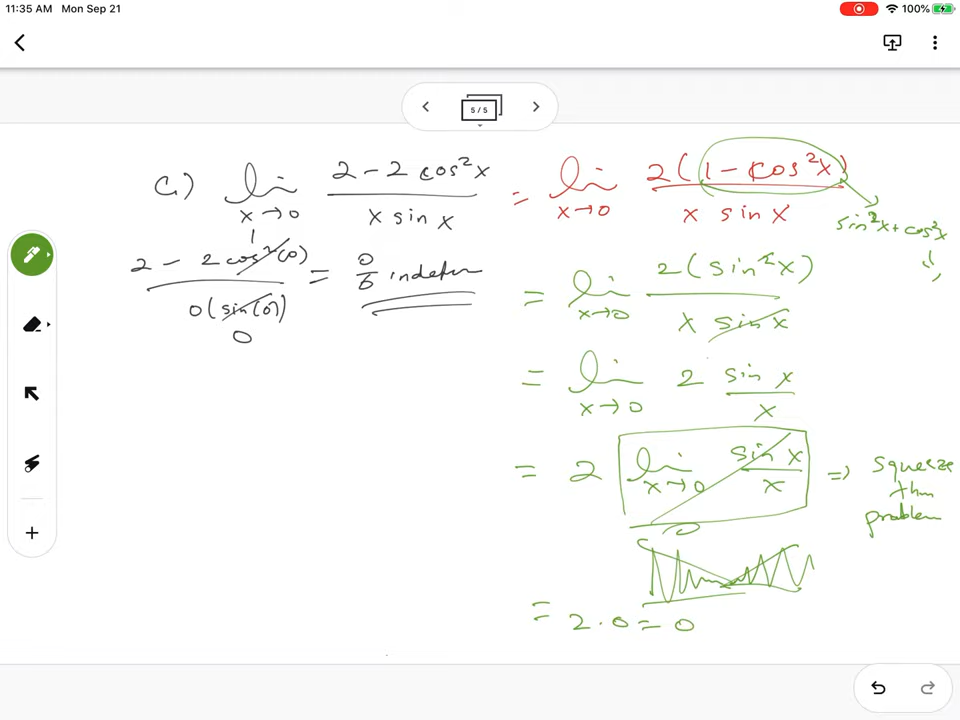 11:35 AM Mon Sep 21
100%
5 / 5
C.) lim x→0 2 - 2 cos²x / x sin x
2 - 2 cos²(0) / 0(sin(0)) = 0/0 indeter
1
0
= lim x→0 2(1 - cos²x) / x sin x
sin²x + cos²x
= lim x→0 2(sin²x) / x sin x
= lim x→0 2 sin x / x
= 2 lim x→0 sin x / x ⇒ squeeze
thm
problem
0
= 2 · 0 = 0